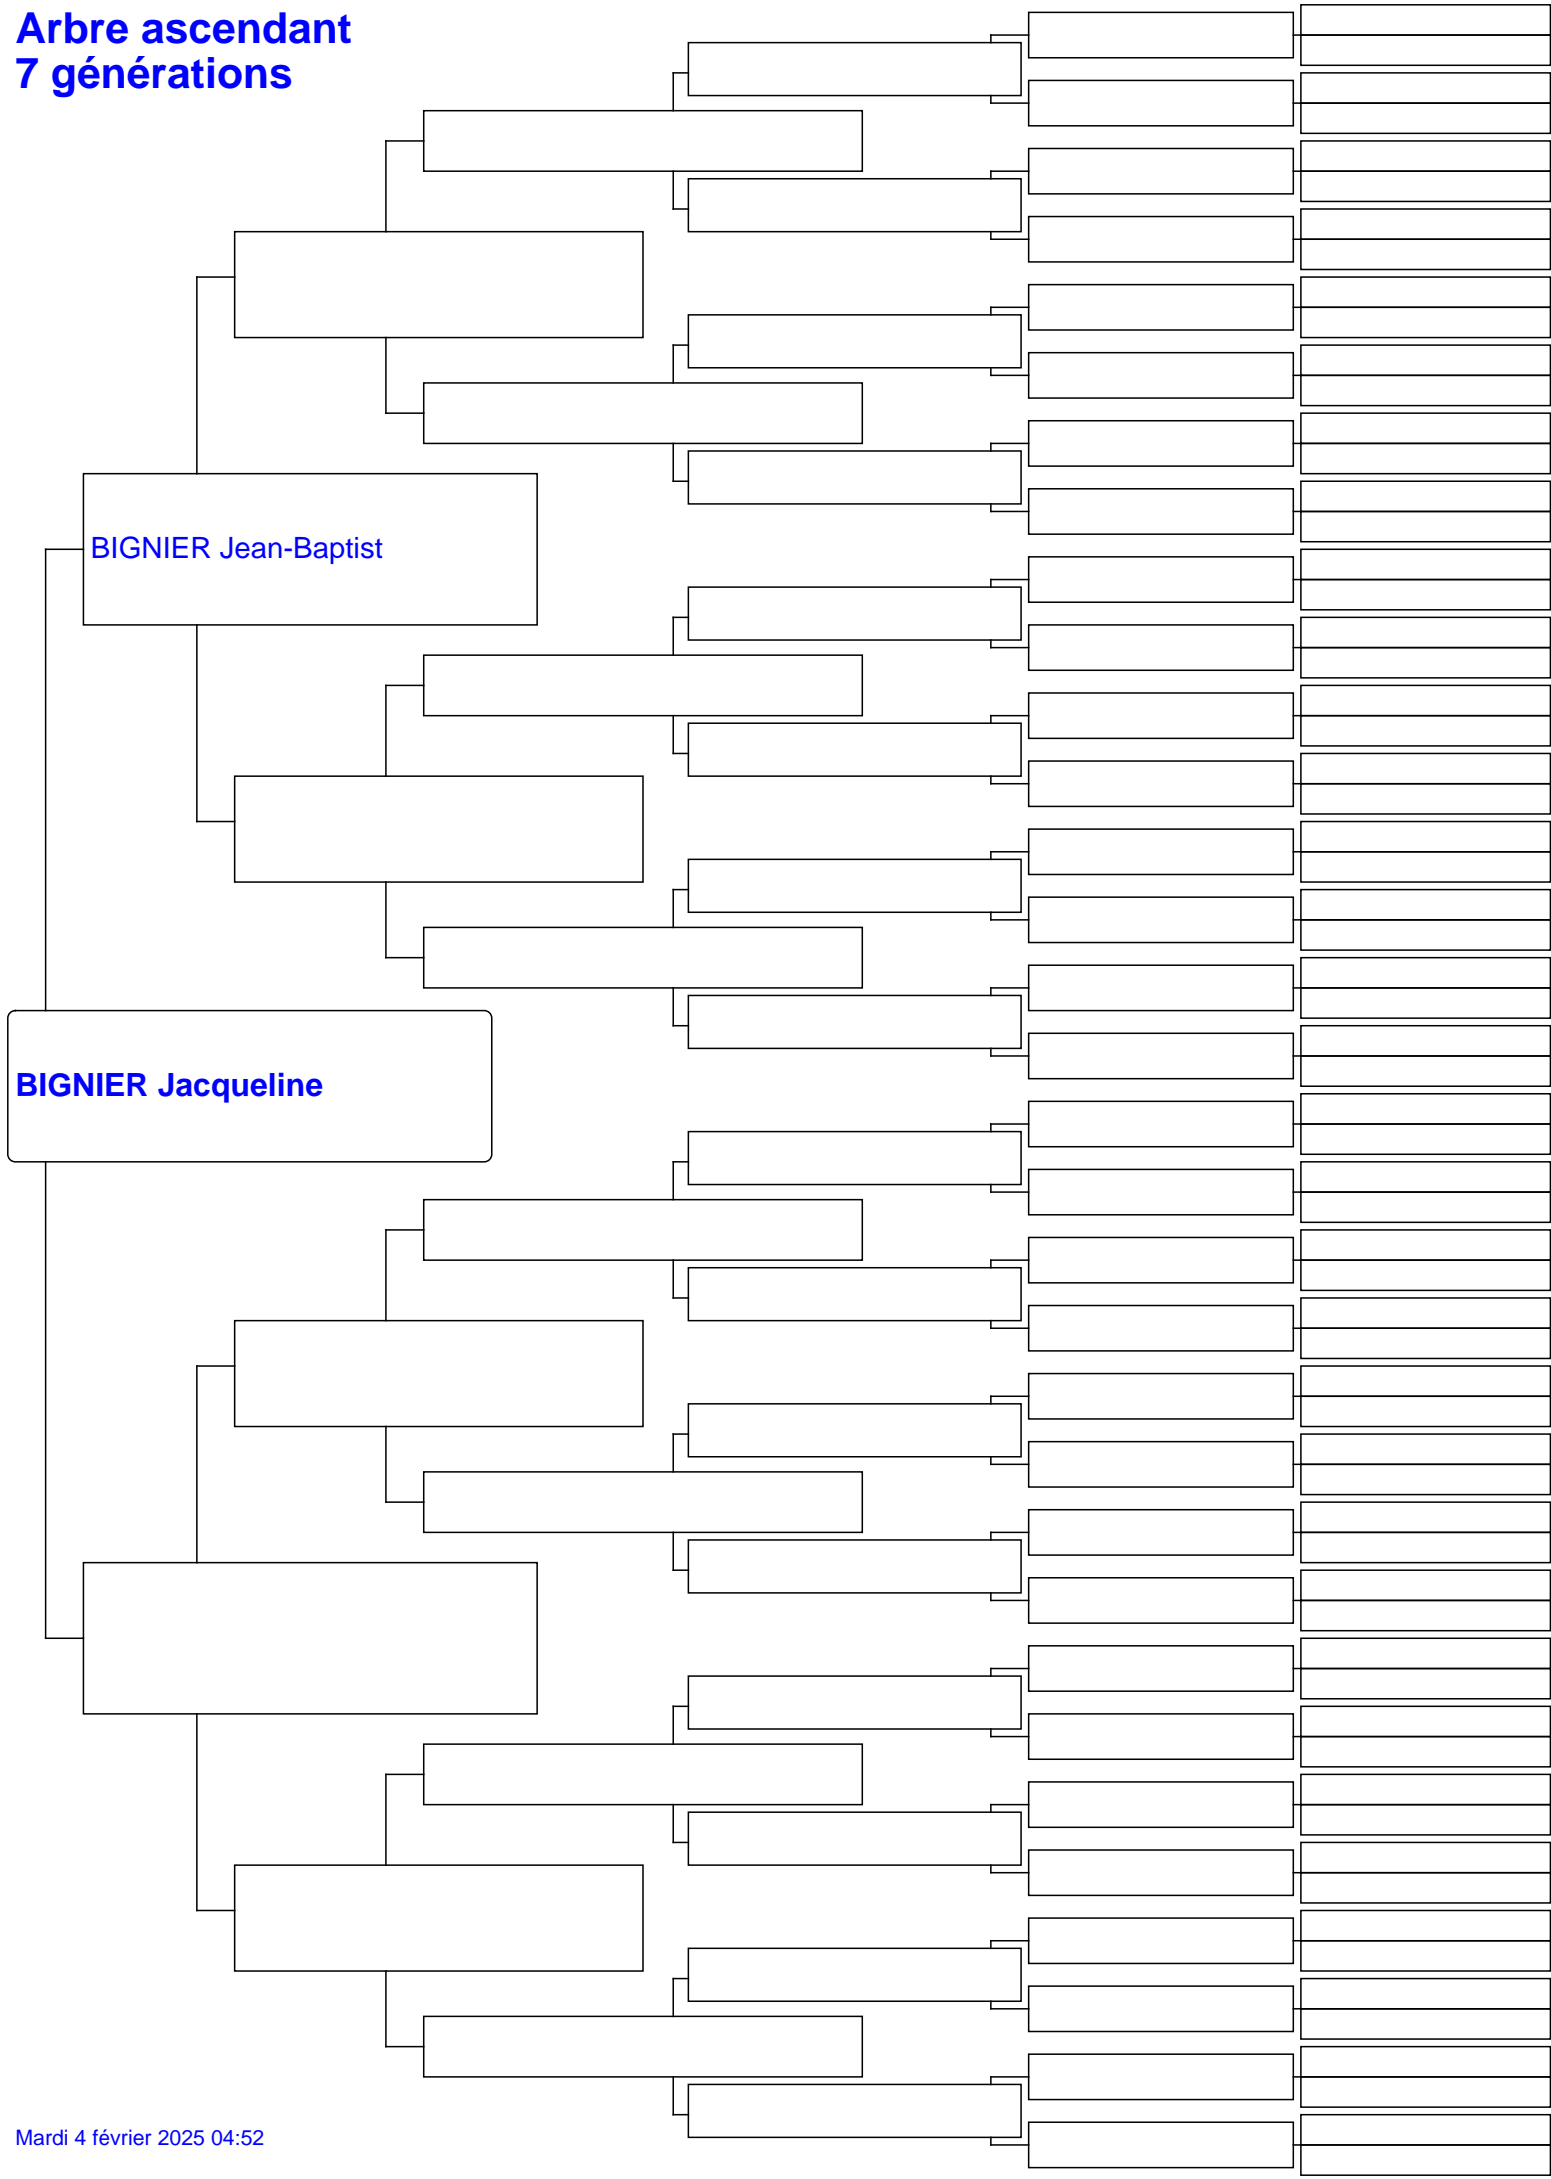 Arbre ascendant
7 générations
BIGNIER Jean-Baptist
BIGNIER Jacqueline
Mardi 4 février 2025 04:52